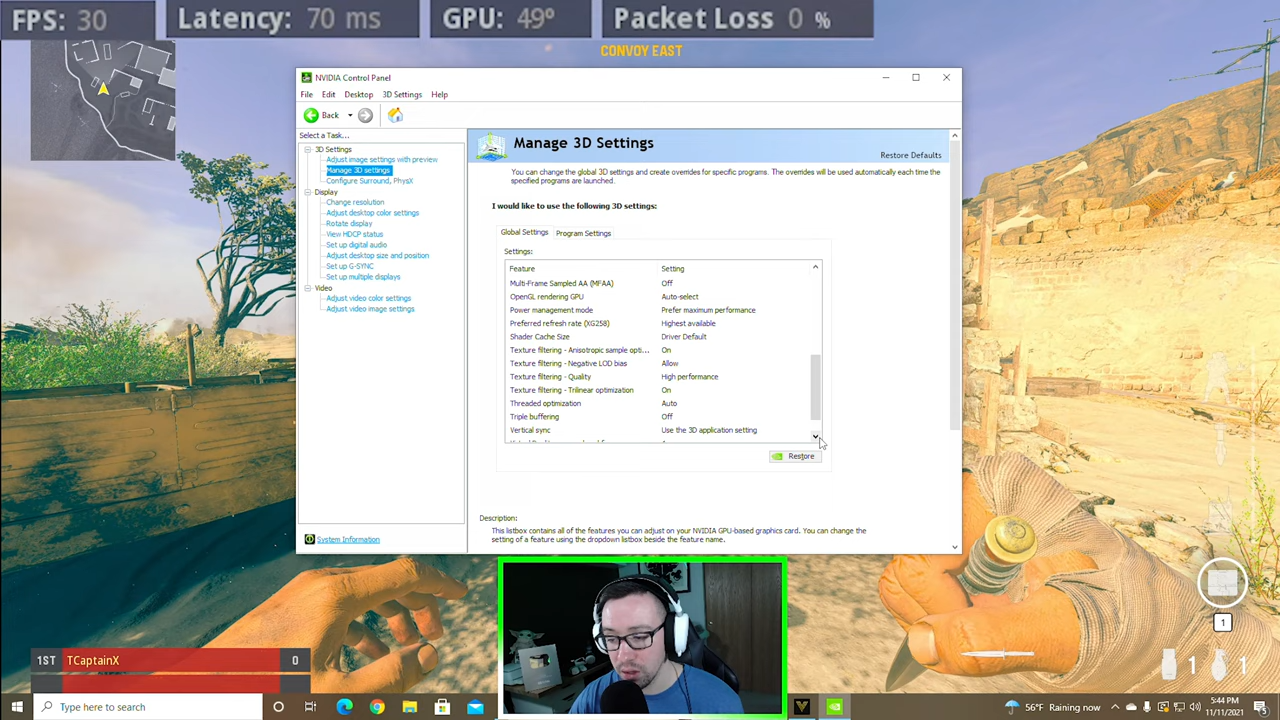 FPS: 30
Latency: 70 ms
GPU: 49º
Packet Loss 0 %
CONVOY EAST
NVIDIA Control Panel
File Edit Desktop 3D Settings Help
Back
Select a Task...
3D Settings
Adjust image settings with preview
Manage 3D settings
Configure Surround, PhysX
Display
Change resolution
Adjust desktop color settings
Rotate display
View HDCP status
Set up digital audio
Adjust desktop size and position
Set up G-SYNC
Set up multiple displays
Video
Adjust video color settings
Adjust video image settings
System Information
Manage 3D Settings
Restore Defaults
You can change the global 3D settings and create overrides for specific programs. The overrides will be used automatically each time the
specified programs are launched.
I would like to use the following 3D settings:
Global Settings Program Settings
Settings:
Feature Setting
Multi-Frame Sampled AA (MFAA) Off
OpenGL rendering GPU Auto-select
Power management mode Prefer maximum performance
Preferred refresh rate (XG258) Highest available
Shader Cache Size Driver Default
Texture filtering - Anisotropic sample opti... On
Texture filtering - Negative LOD bias Allow
Texture filtering - Quality High performance
Texture filtering - Trilinear optimization On
Threaded optimization Auto
Triple buffering Off
Vertical sync Use the 3D application setting
Restore
Description:
This listbox contains all of the features you can adjust on your NVIDIA GPU-based graphics card. You can change the
setting of a feature using the dropdown listbox beside the feature name.
1
1 1
1ST TCaptainX 0
Type here to search
56°F Raining now
5:44 PM
11/11/2021